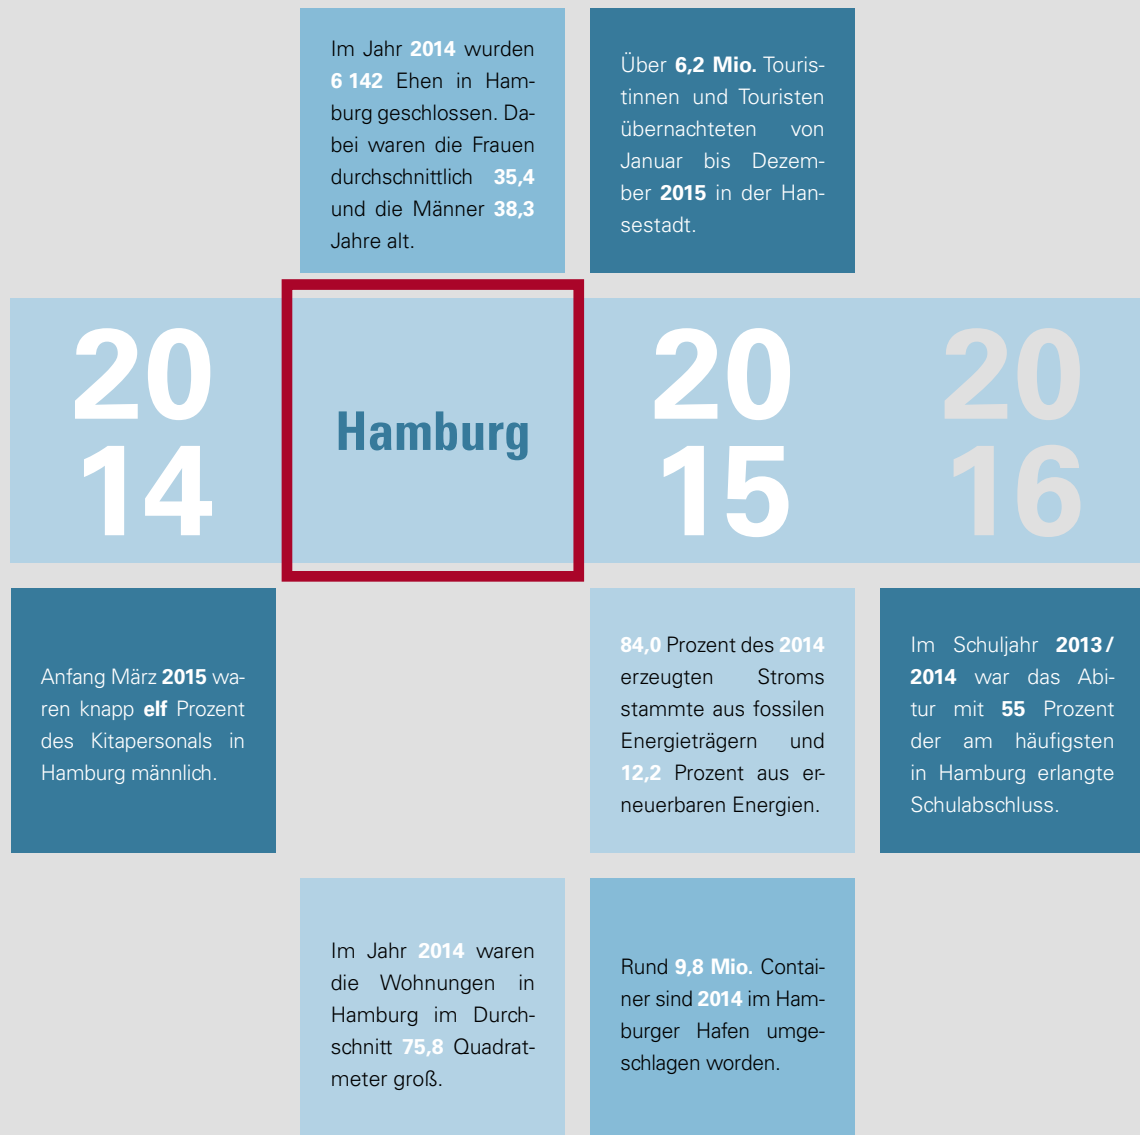 Im Jahr 2014 wurden
6 142 Ehen in Ham-
burg geschlossen. Da-
bei waren die Frauen
durchschnittlich 35,4
und die Männer 38,3
Jahre alt.
Über 6,2 Mio. Touris-
tinnen und Touristen
übernachteten von
Januar bis Dezem-
ber 2015 in der Han-
sestadt.
20
14
Hamburg
20
15
20
16
Anfang März 2015 wa-
ren knapp elf Prozent
des Kitapersonals in
Hamburg männlich.
84,0 Prozent des 2014
erzeugten Stroms
stammte aus fossilen
Energieträgern und
12,2 Prozent aus er-
neuerbaren Energien.
Im Schuljahr 2013 /
2014 war das Abi-
tur mit 55 Prozent
der am häufigsten
in Hamburg erlangte
Schulabschluss.
Im Jahr 2014 waren
die Wohnungen in
Hamburg im Durch-
schnitt 75,8 Quadrat-
meter groß.
Rund 9,8 Mio. Contai-
ner sind 2014 im Ham-
burger Hafen umge-
schlagen worden.